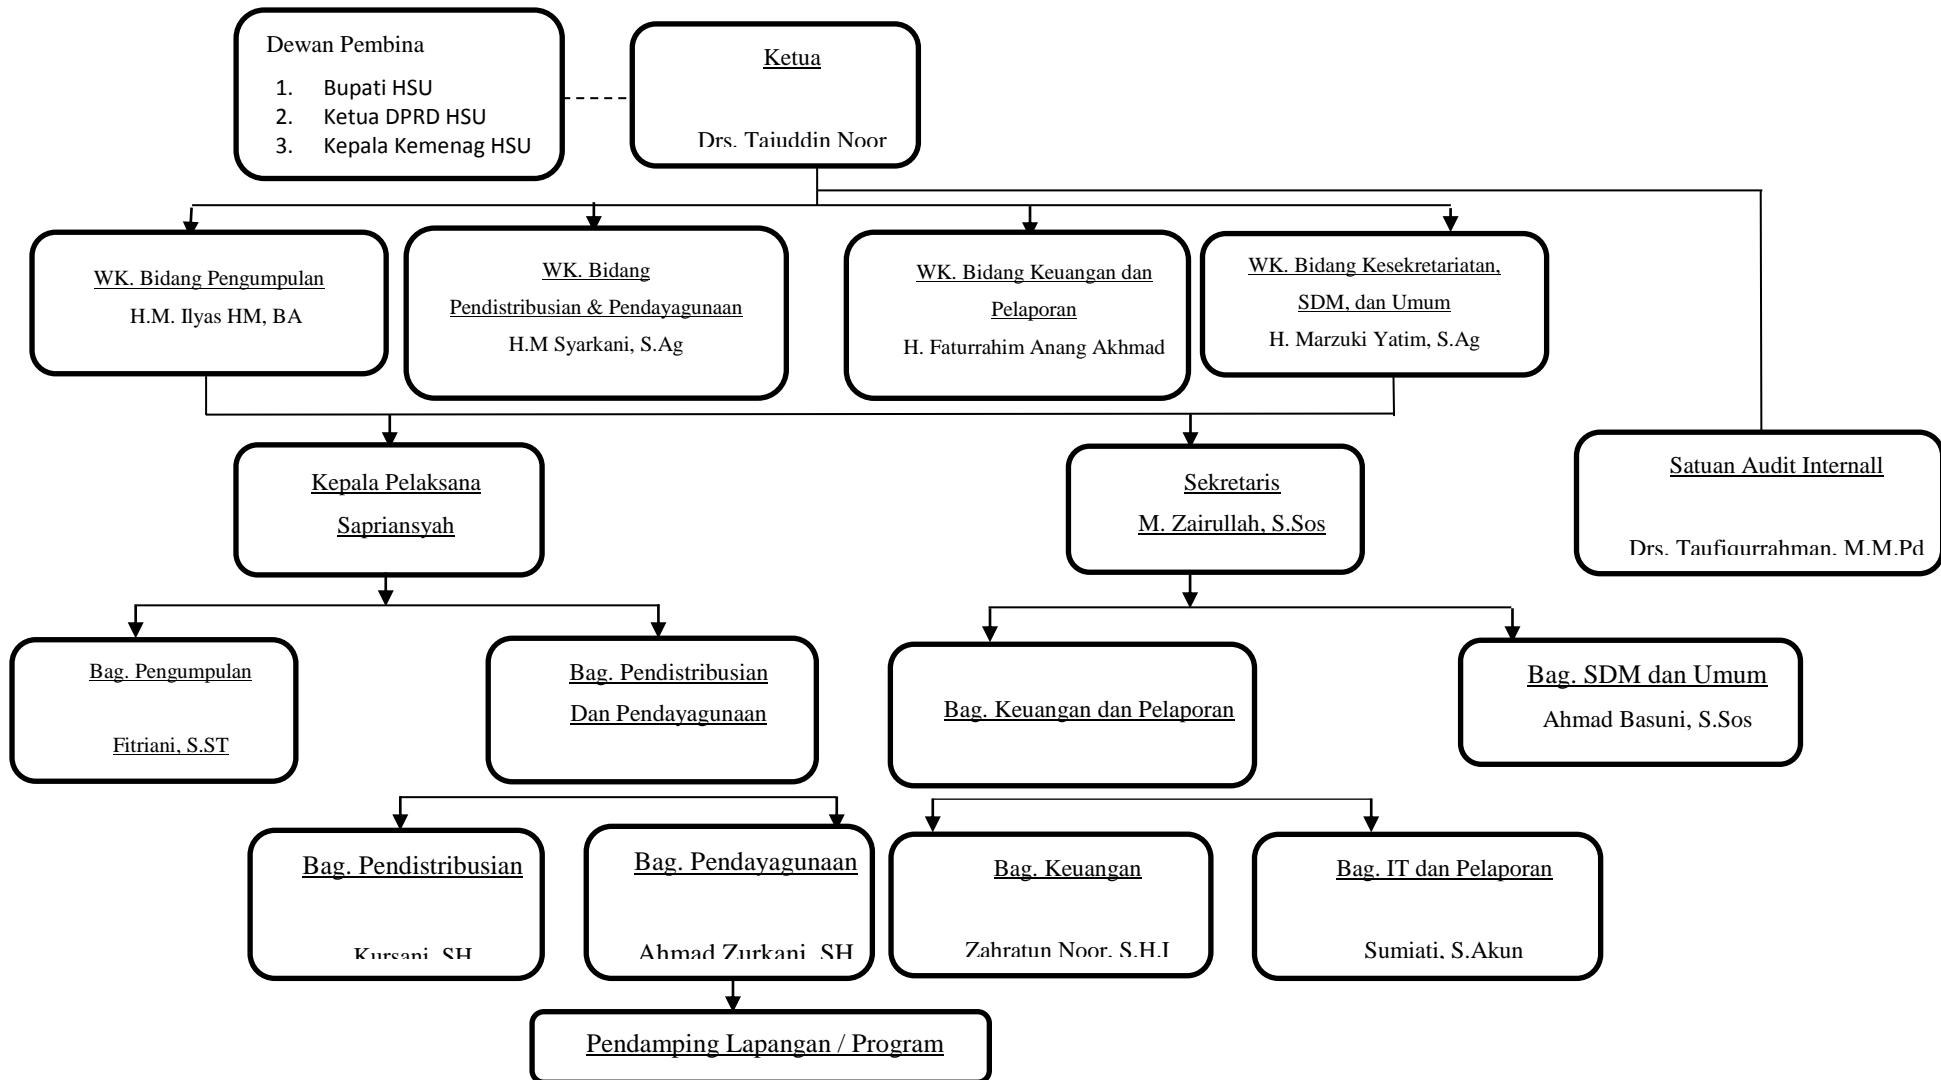 Dewan Pembina
1. Bupati HSU
2. Ketua DPRD HSU
3. Kepala Kemenag HSU
Ketua
Drs. Tajuddin Noor
WK. Bidang Pengumpulan
H.M. Ilyas HM, BA
WK. Bidang
Pendistribusian & Pendayagunaan
H.M Syarkani, S.Ag
WK. Bidang Keuangan dan
Pelaporan
H. Faturrahim Anang Akhmad
WK. Bidang Kesekretariatan,
SDM, dan Umum
H. Marzuki Yatim, S.Ag
Kepala Pelaksana
Sapriansyah
Sekretaris
M. Zairullah, S.Sos
Satuan Audit Internall
Drs. Taufiqurrahman, M.M.Pd
Bag. Pengumpulan
Fitriani, S.ST
Bag. Pendistribusian
Dan Pendayagunaan
Bag. Keuangan dan Pelaporan
Bag. SDM dan Umum
Ahmad Basuni, S.Sos
Bag. Pendistribusian
Kursani, SH
Bag. Pendayagunaan
Ahmad Zurkani, SH
Bag. Keuangan
Zahratun Noor, S.H.I
Bag. IT dan Pelaporan
Sumiati, S.Akun
Pendamping Lapangan / Program